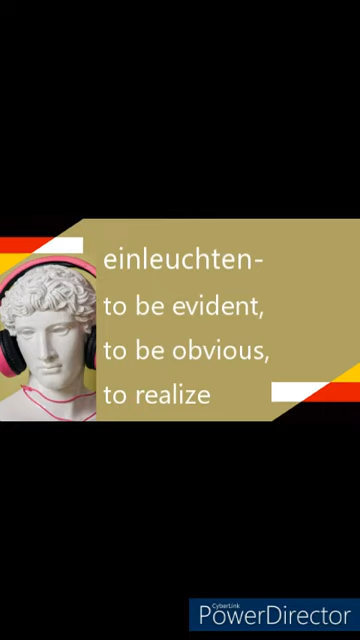 einleuchten-
to be evident,
to be obvious,
to realize
CyberLink
PowerDirector